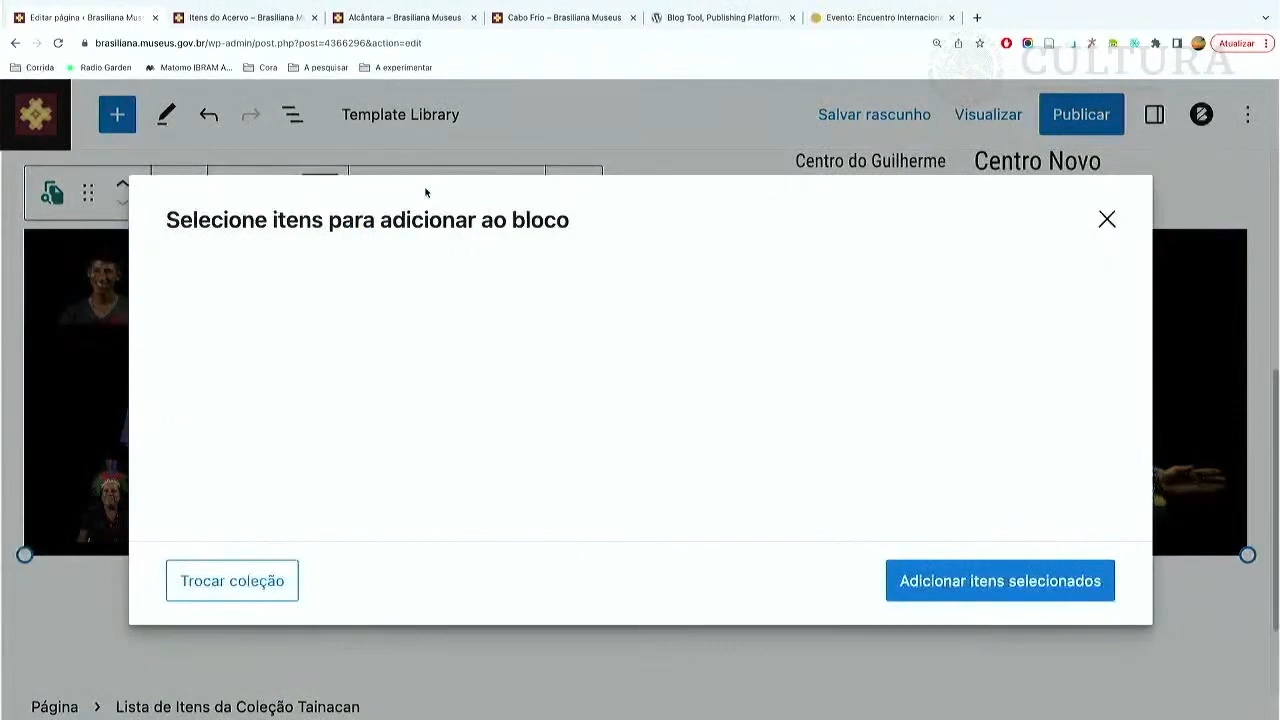 Editar página ‹ Brasiliana Mus
Itens do Acervo – Brasiliana M
Alcântara – Brasiliana Museus
Cabo Frio – Brasiliana Museus
Blog Tool, Publishing Platform,
Evento: Encontro Internacion
brasiliana.museus.gov.br/wp-admin/post.php?post=4366296&action=edit
Atualizar
Corrida
Radio Garden
Matomo IBRAM A...
Cora
A pesquisar
A experimentar
CULTURA
Template Library
Salvar rascunho
Visualizar
Publicar
Centro do Guilherme
Centro Novo
Selecione itens para adicionar ao bloco
Trocar coleção
Adicionar itens selecionados
Página > Lista de Itens da Coleção Tainacan